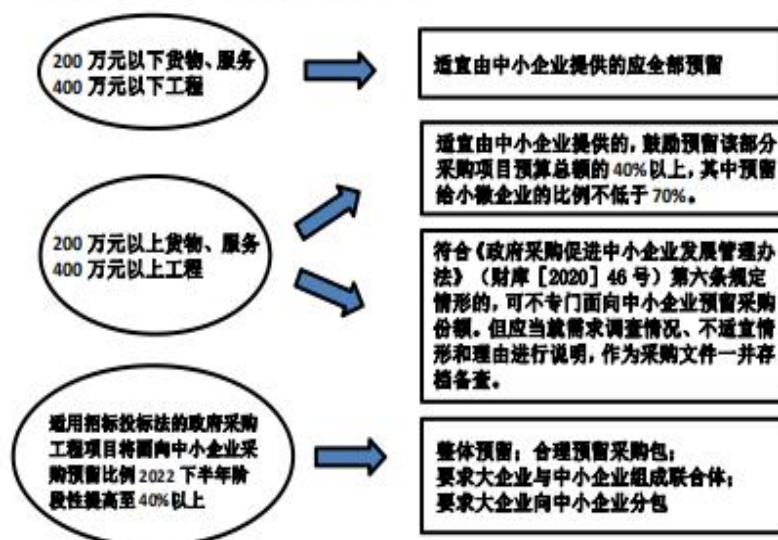 200 万元以下货物、服务
400 万元以下工程
适宜由中小企业提供的应全部预留
适宜由中小企业提供的，鼓励预留该部分
采购项目预算总额的 40%以上，其中预留
给小微企业的比例不低于 70%。
200 万元以上货物、服务
400 万元以上工程
符合《政府采购促进中小企业发展管理办
法》（财库［2020］46 号）第六条规定
情形的，可不专门面向中小企业预留采购
份额。但应当就需求调查情况、不适宜情
形和理由进行说明，作为采购文件一并存
档备查。
适用招标投标法的政府采购
工程项目将面向中小企业采
购预留比例 2022 下半年阶
段性提高至 40%以上
整体预留；合理预留采购包；
要求大企业与中小企业组成联合体；
要求大企业向中小企业分包